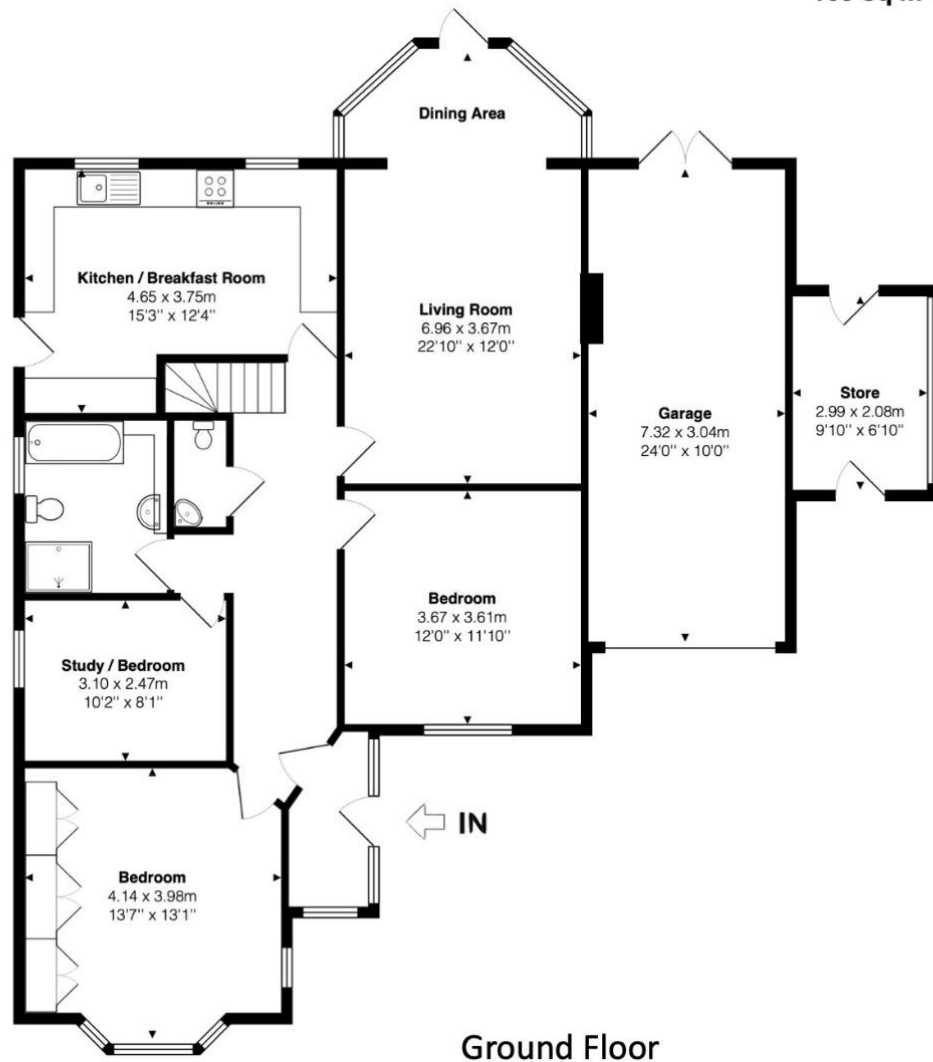 Dining Area
Kitchen / Breakfast Room
4.65 x 3.75m
15'3" x 12'4"
Living Room
6.96 x 3.67m
22'10" x 12'0"
Garage
7.32 x 3.04m
24'0" x 10'0"
Store
2.99 x 2.08m
9'10" x 6'10"
Bedroom
3.67 x 3.61m
12'0" x 11'10"
Study / Bedroom
3.10 x 2.47m
10'2" x 8'1"
IN
Bedroom
4.14 x 3.98m
13'7" x 13'1"
Ground Floor